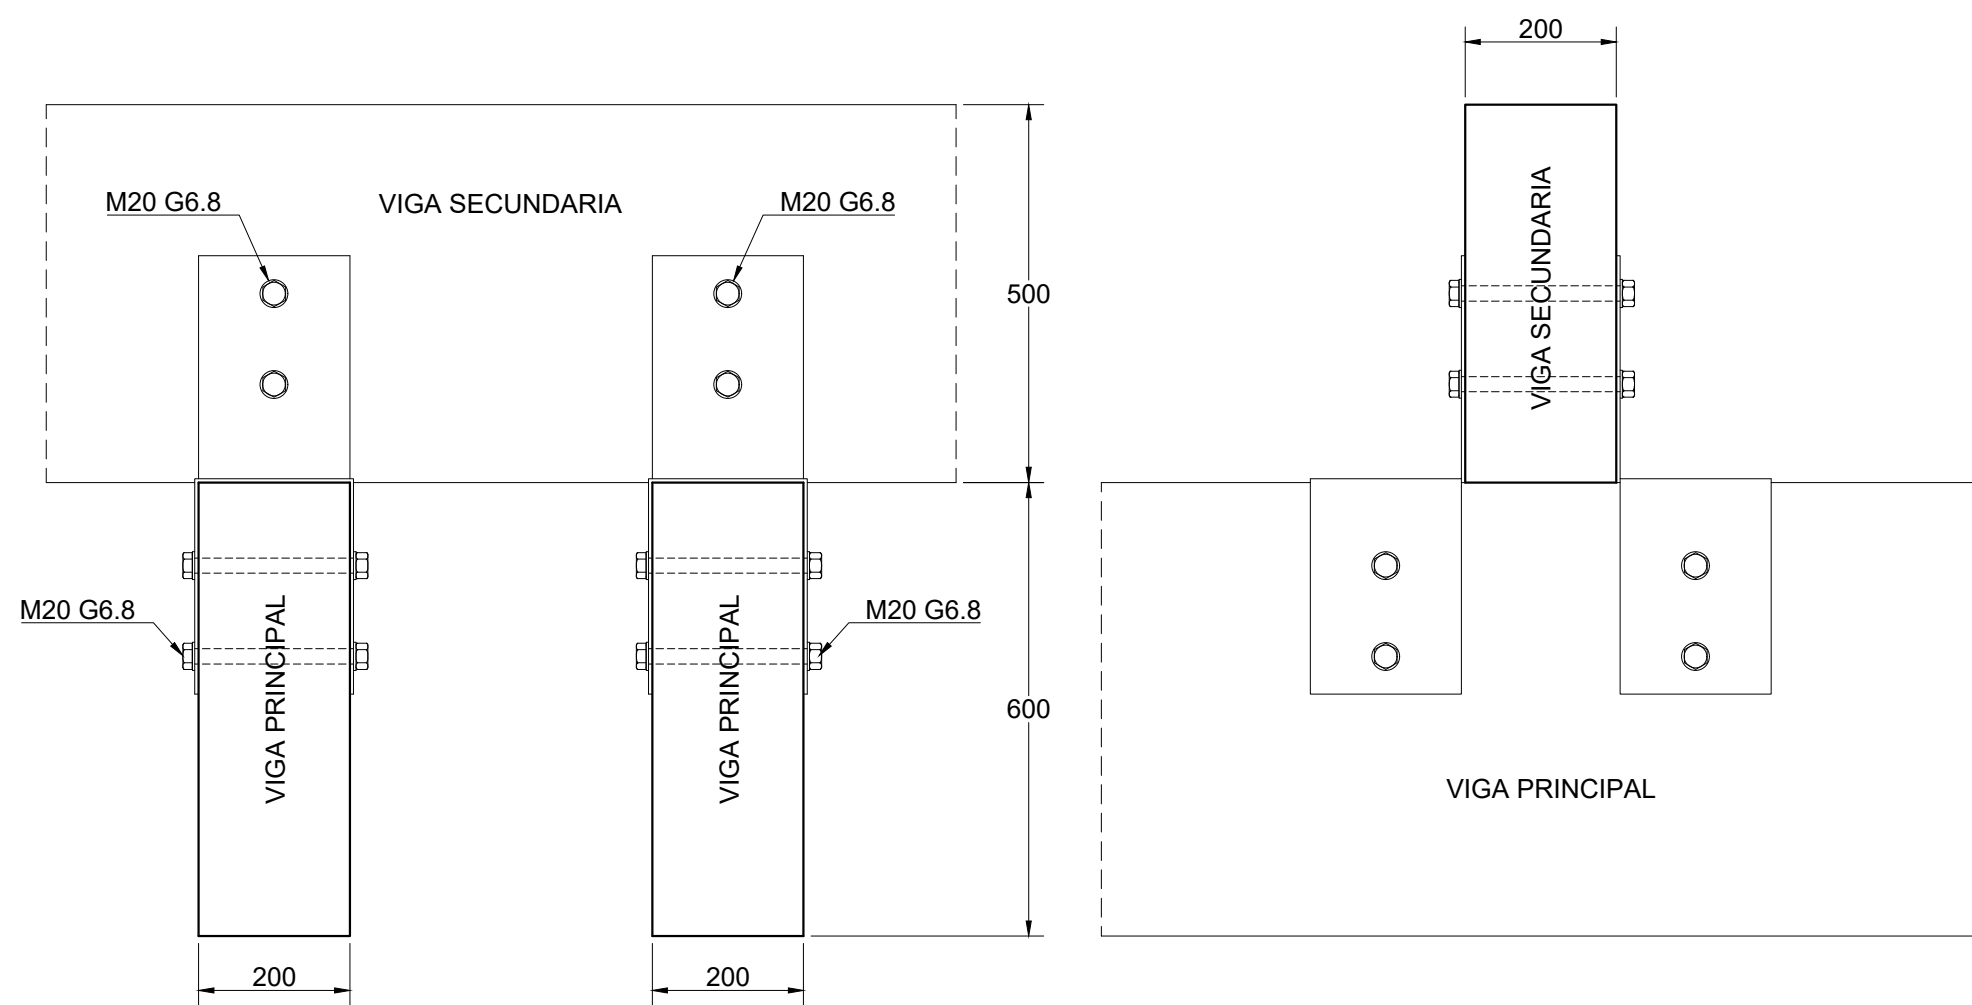 200
M20 G6.8
VIGA SECUNDARIA
M20 G6.8
VIGA SECUNDARIA
500
M20 G6.8
VIGA PRINCIPAL
VIGA PRINCIPAL
M20 G6.8
600
VIGA PRINCIPAL
200
200